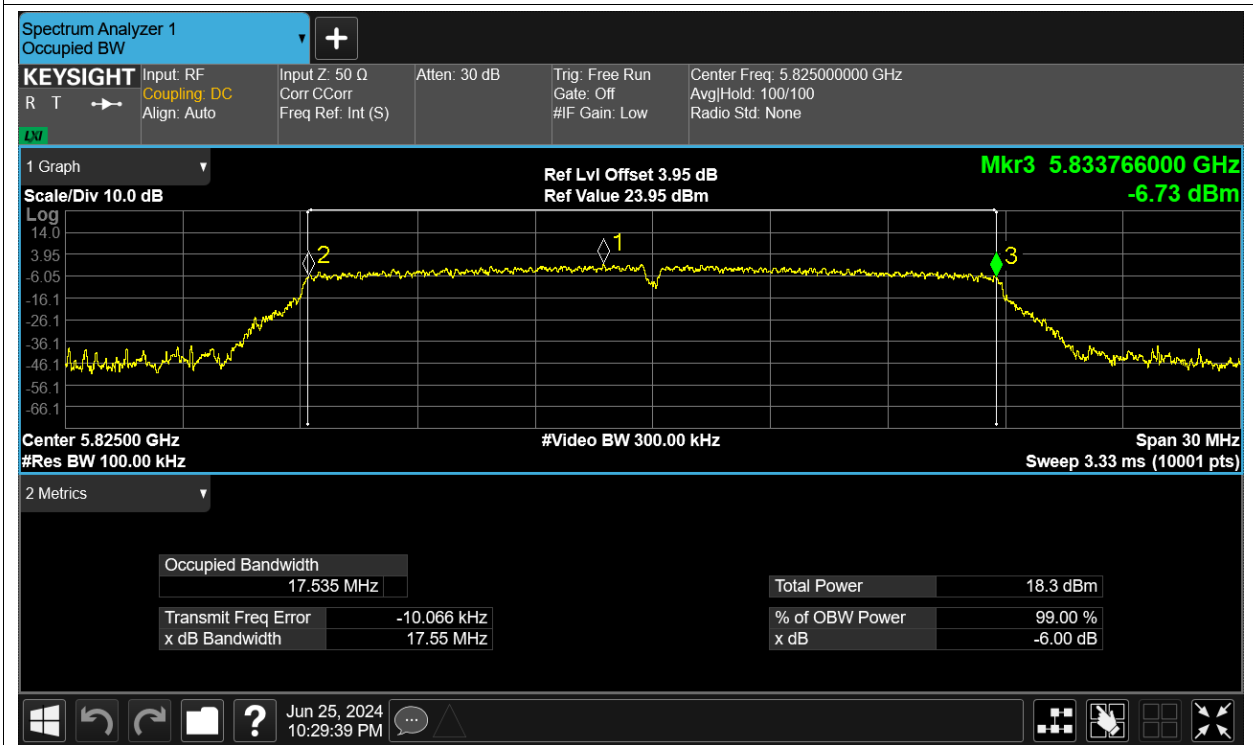 Spectrum Analyzer 1
Occupied BW
KEYSIGHT
R T
LXI
Input: RF
Coupling: DC
Align: Auto
Input Z: 50 Ω
Corr CCorr
Freq Ref: Int (S)
Atten: 30 dB
Trig: Free Run
Gate: Off
#IF Gain: Low
Center Freq: 5.825000000 GHz
Avg|Hold: 100/100
Radio Std: None
1 Graph
Scale/Div 10.0 dB
Ref Lvl Offset 3.95 dB
Ref Value 23.95 dBm
Mkr3 5.833766000 GHz
-6.73 dBm
Log
14.0
3.95
-6.05
-16.1
-26.1
-36.1
-46.1
-56.1
-66.1
2
1
3
Center 5.82500 GHz
#Res BW 100.00 kHz
#Video BW 300.00 kHz
Span 30 MHz
Sweep 3.33 ms (10001 pts)
2 Metrics
Occupied Bandwidth
17.535 MHz
Transmit Freq Error -10.066 kHz
x dB Bandwidth 17.55 MHz
Total Power 18.3 dBm
% of OBW Power 99.00 %
x dB -6.00 dB
?
Jun 25, 2024
10:29:39 PM